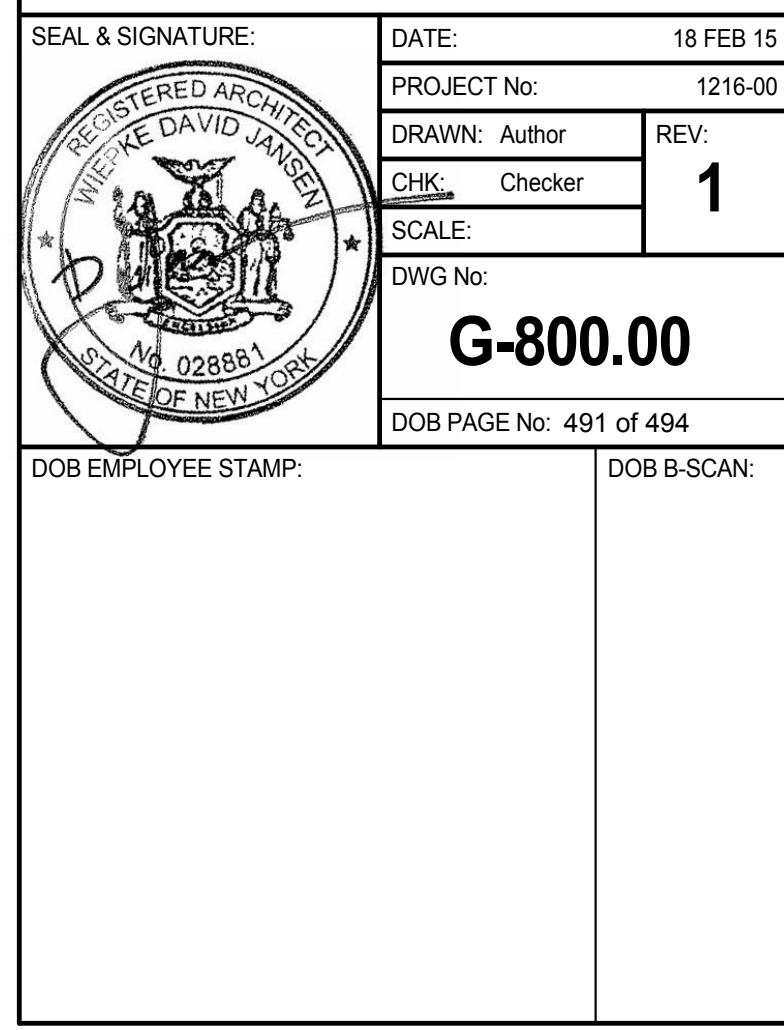 SEAL & SIGNATURE:
REGISTERED ARCHITECT
WIEPKE DAVID JANSEN
EXCELSIOR
No. 028881
STATE OF NEW YORK
DATE: 18 FEB 15
PROJECT No: 1216-00
DRAWN: Author
REV:
1
CHK: Checker
SCALE:
DWG No:
G-800.00
DOB PAGE No: 491 of 494
DOB EMPLOYEE STAMP:
DOB B-SCAN: